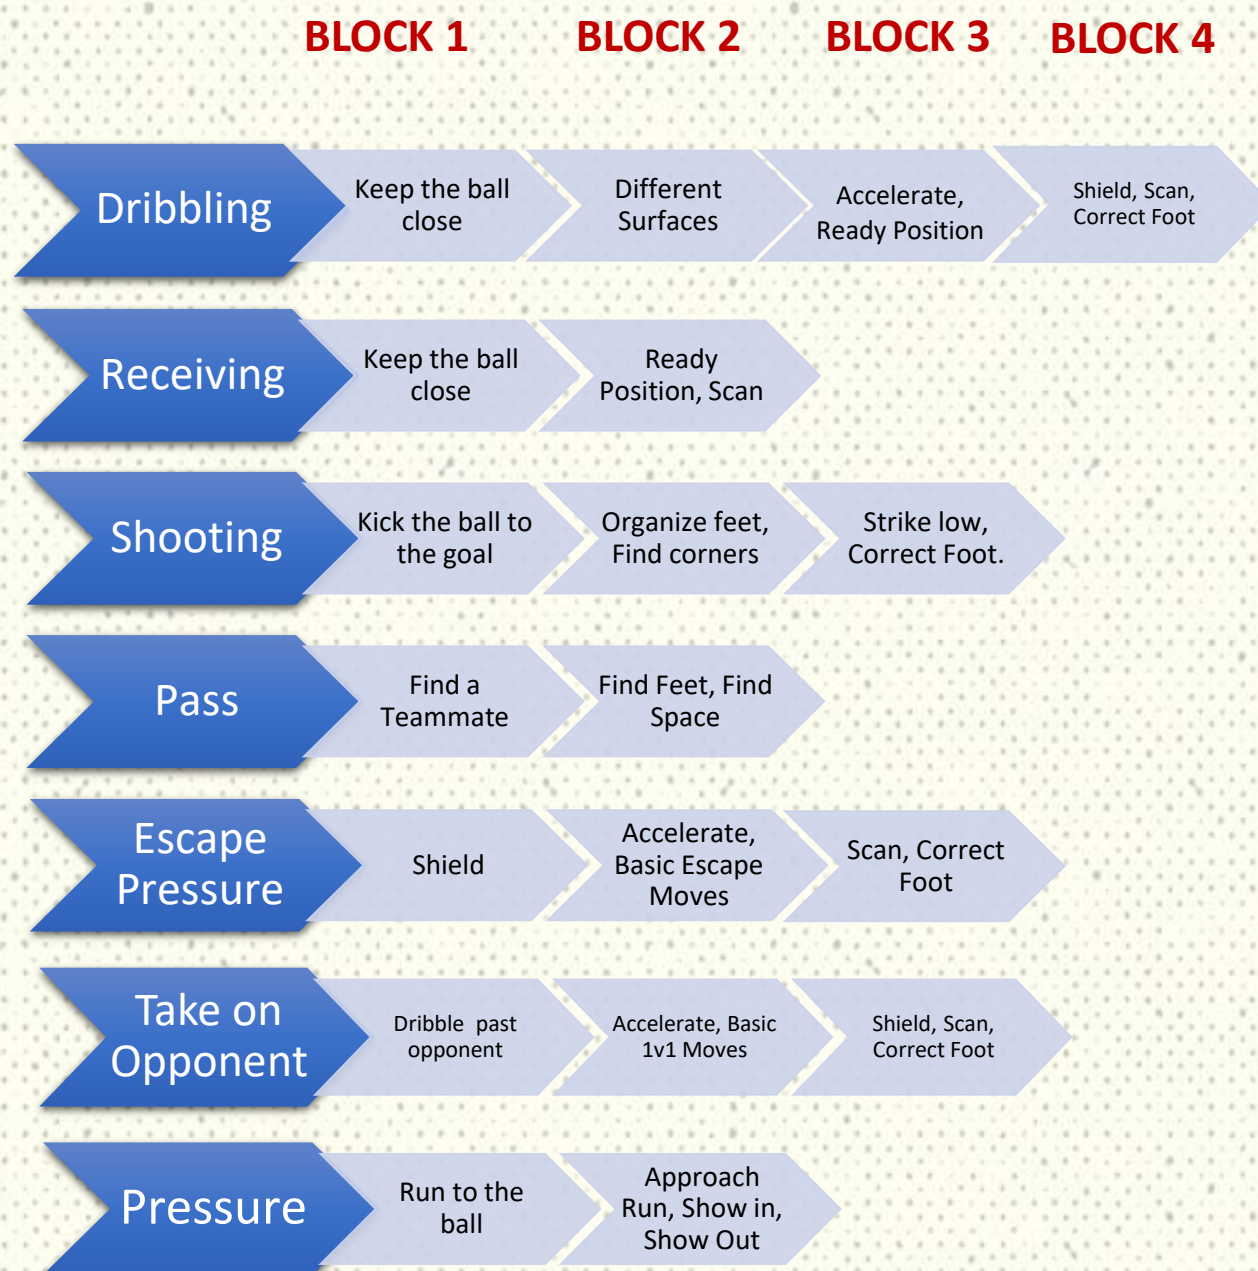 BLOCK 1 BLOCK 2 BLOCK 3 BLOCK 4
Dribbling
Keep the ball
close
Different
Surfaces
Accelerate,
Ready Position
Shield, Scan,
Correct Foot
Receiving
Keep the ball
close
Ready
Position, Scan
Shooting
Kick the ball to
the goal
Organize feet,
Find corners
Strike low,
Correct Foot.
Pass
Find a
Teammate
Find Feet, Find
Space
Escape
Pressure
Shield
Accelerate,
Basic Escape
Moves
Scan, Correct
Foot
Take on
Opponent
Dribble past
opponent
Accelerate, Basic
1v1 Moves
Shield, Scan,
Correct Foot
Pressure
Run to the
ball
Approach
Run, Show in,
Show Out